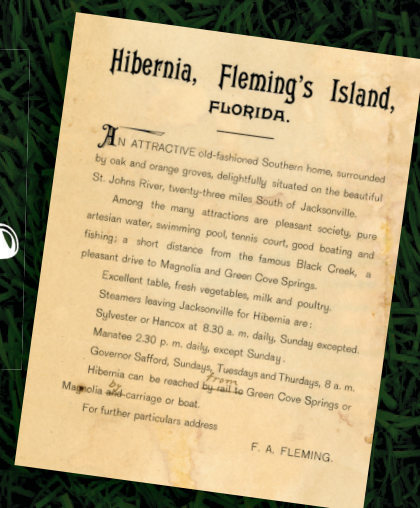 Hibernia, Fleming's Island,
FLORIDA.
AN ATTRACTIVE old-fashioned Southern home, surrounded
by oak and orange groves, delightfully situated on the beautiful
St. Johns River, twenty-three miles South of Jacksonville.
Among the many attractions are pleasant society, pure
artesian water, swimming pool, tennis court, good boating and
fishing; a short distance from the famous Black Creek, a
pleasant drive to Magnolia and Green Cove Springs.
Excellent table, fresh vegetables, milk and poultry.
Steamers leaving Jacksonville for Hibernia are:
Sylvester or Hancox at 8.30 a. m. daily, Sunday excepted.
Manatee 2.30 p. m. daily, except Sunday.
Governor Safford, Sundays, Tuesdays and Thurdays, 8 a. m.
from
Hibernia can be reached by rail to Green Cove Springs or
by
Magnolia and carriage or boat.
For further particulars address
F. A. FLEMING.